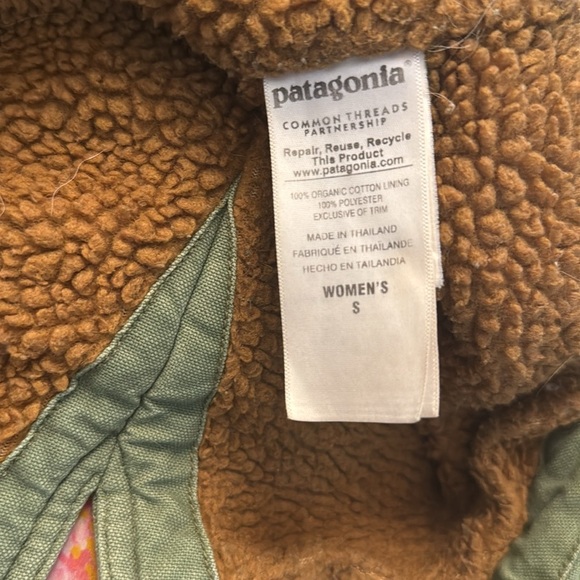 patagonia®
COMMON THREADS
PARTNERSHIP
Repair, Reuse, Recycle
This Product
www.patagonia.com
100% ORGANIC COTTON LINING
100% POLYESTER
EXCLUSIVE OF TRIM
MADE IN THAILAND
FABRIQUÉ EN THAÏLANDE
HECHO EN TAILANDIA
WOMEN'S
S